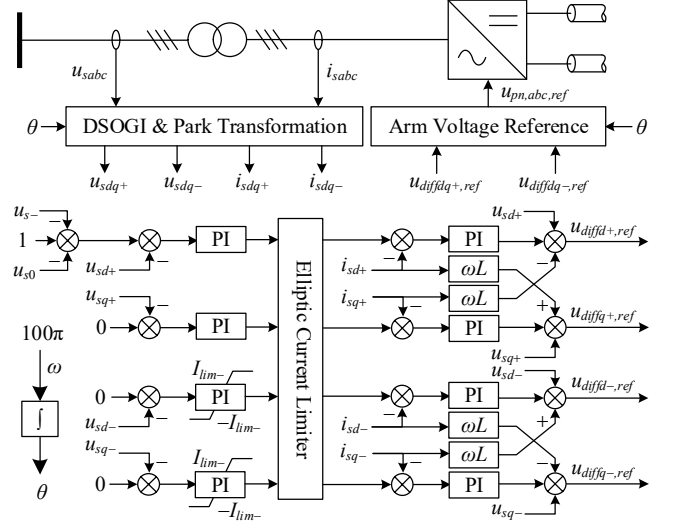 u_sabc
i_sabc
u_pn,abc,ref
θ
DSOGI & Park Transformation
Arm Voltage Reference
θ
u_sdq+
u_sdq−
i_sdq+
i_sdq−
u_diffdq+,ref
u_diffdq−,ref
u_s−
−
1
−
u_s0
u_sd+
−
PI
Elliptic Current Limiter
i_sd+
−
PI
ωL
u_sd+
−
u_diffd+,ref
u_sq+
−
0
PI
i_sq+
−
ωL
PI
+
u_sq+
u_diffq+,ref
100π
ω
∫
θ
0
u_sd−
−
I_lim−
PI
−I_lim−
i_sd−
−
PI
ωL
u_sd−
+
u_diffd−,ref
u_sq−
−
0
I_lim−
PI
−I_lim−
i_sq−
−
ωL
PI
−
u_sq−
u_diffq−,ref